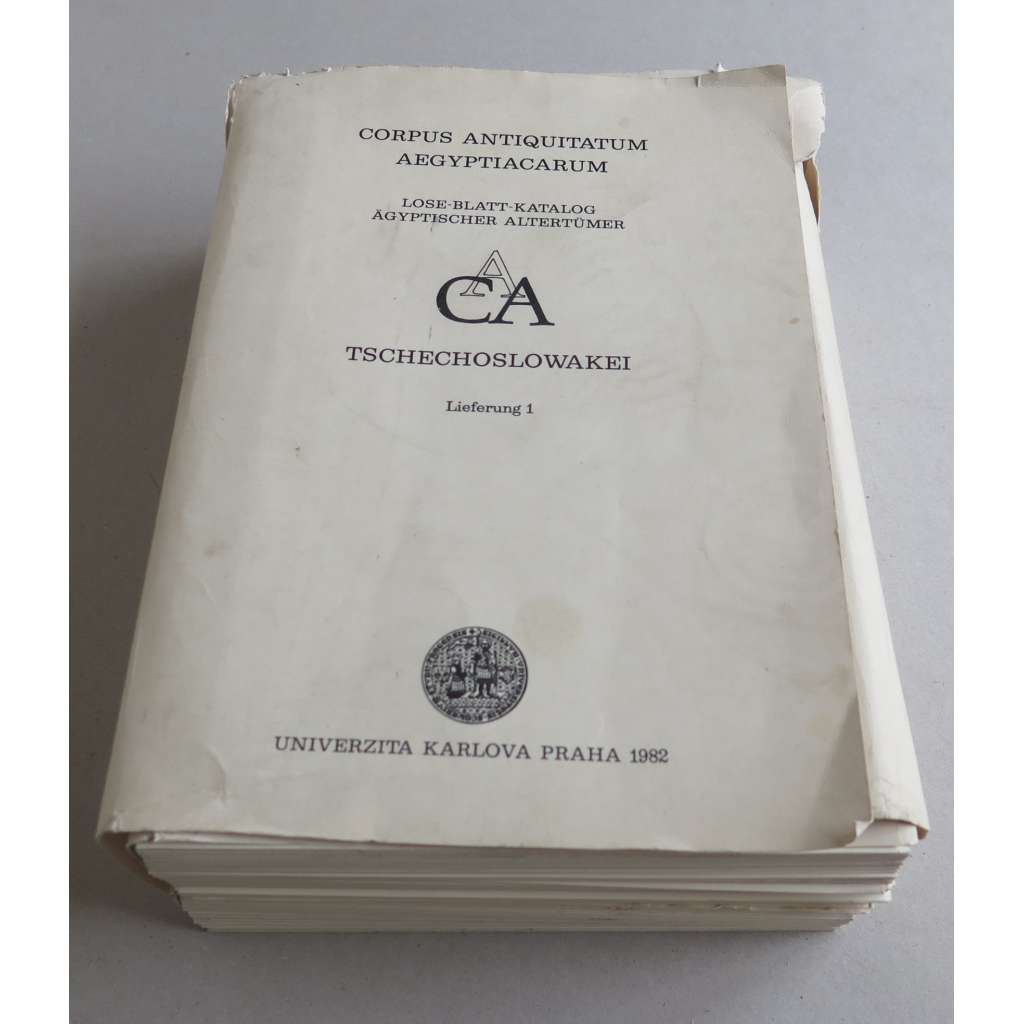 CORPUS ANTIQUITATUM
AEGYPTIACARUM
LOSE-BLATT-KATALOG
ÄGYPTISCHER ALTERTÜMER
CAA
TSCHECHOSLOWAKEI
Lieferung 1
UNIVERZITA KARLOVA PRAHA 1982